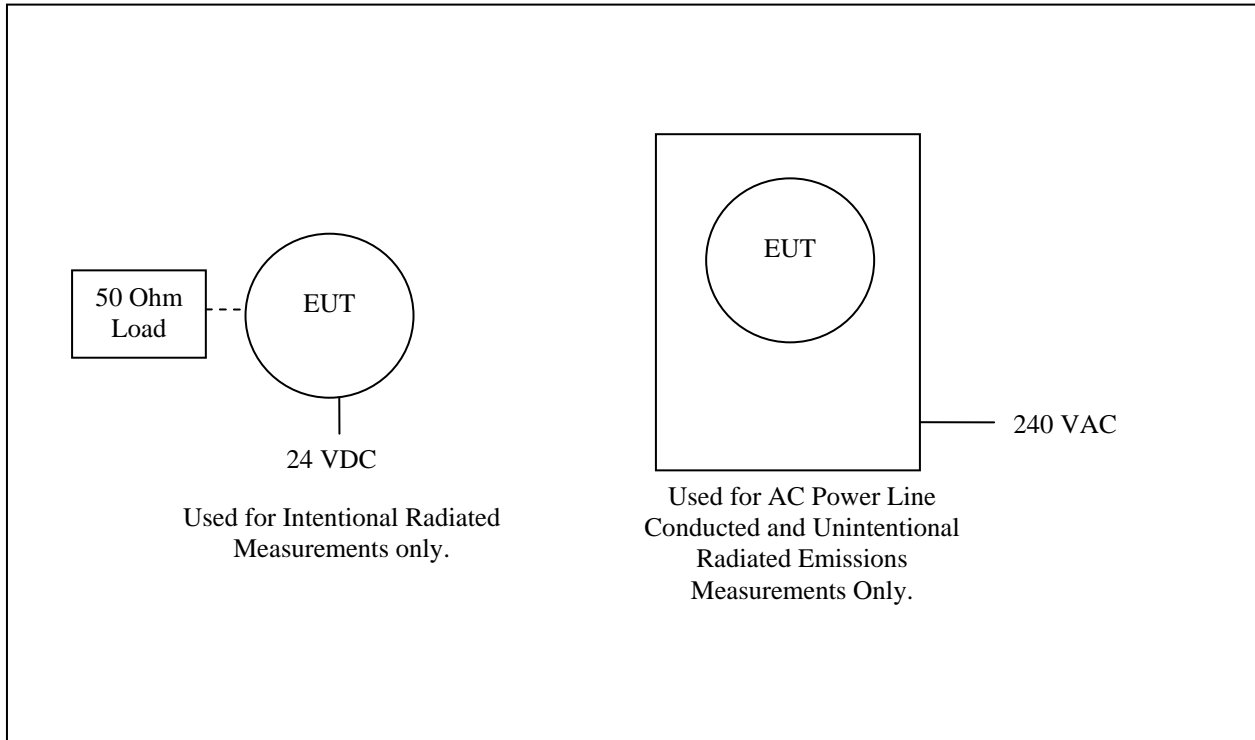 50 Ohm
Load
EUT
24 VDC
Used for Intentional Radiated
Measurements only.
EUT
240 VAC
Used for AC Power Line
Conducted and Unintentional
Radiated Emissions
Measurements Only.